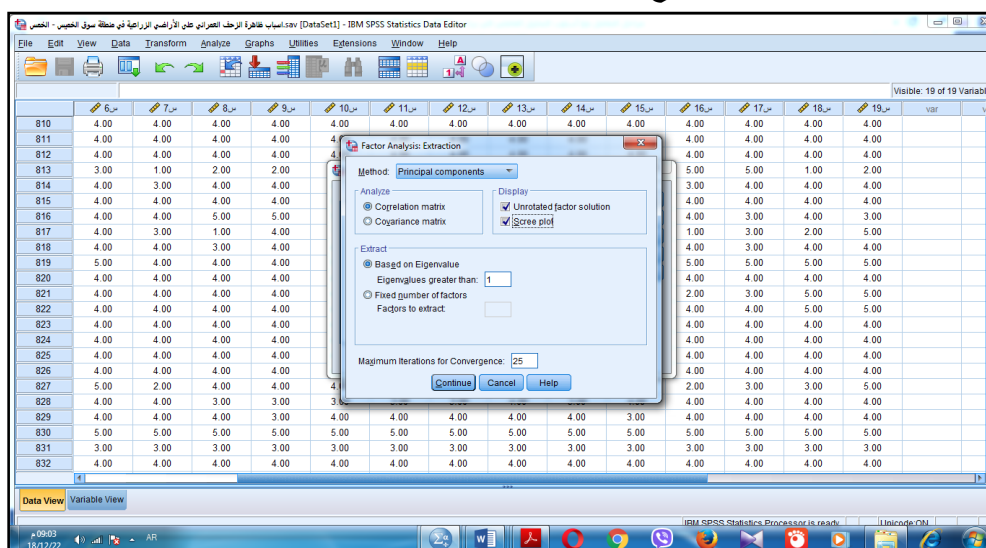 اسباب ظاهرة الزحف العمراني على الأراضي الزراعية في منطقة سوق الخميس - الخمس.sav [DataSet1] - IBM SPSS Statistics Data Editor
File Edit View Data Transform Analyze Graphs Utilities Extensions Window Help
Visible: 19 of 19 Variabl
س6 س7 س8 س9 س10 س11 س12 س13 س14 س15 س16 س17 س18 س19 var
810 4.00 4.00 4.00 4.00 4.00 4.00 4.00 4.00 4.00 4.00 4.00 4.00 4.00 4.00
811 4.00 4.00 4.00 4.00 4.00 4.00 4.00 4.00
812 4.00 4.00 4.00 4.00 4.00 4.00 4.00 4.00
813 3.00 1.00 2.00 2.00 5.00 5.00 1.00 2.00
814 4.00 3.00 4.00 4.00 3.00 4.00 4.00 4.00
815 4.00 4.00 4.00 4.00 4.00 4.00 4.00 4.00
816 4.00 4.00 5.00 5.00 4.00 3.00 4.00 3.00
817 4.00 3.00 1.00 4.00 1.00 3.00 2.00 5.00
818 4.00 4.00 3.00 4.00 4.00 4.00 4.00 4.00
819 5.00 4.00 4.00 4.00 5.00 5.00 5.00 5.00
820 4.00 4.00 4.00 4.00 4.00 4.00 4.00 4.00
821 4.00 4.00 4.00 4.00 2.00 3.00 5.00 5.00
822 4.00 4.00 4.00 4.00 4.00 4.00 5.00 5.00
823 4.00 4.00 4.00 4.00 4.00 4.00 4.00 4.00
824 4.00 4.00 4.00 4.00 4.00 4.00 4.00 4.00
825 4.00 4.00 4.00 4.00 4.00 4.00 4.00 4.00
826 4.00 4.00 4.00 4.00 4.00 4.00 4.00 4.00
827 5.00 2.00 4.00 4.00 2.00 3.00 3.00 5.00
828 4.00 4.00 3.00 3.00 4.00 4.00 4.00 4.00
829 4.00 4.00 4.00 3.00 4.00 4.00 4.00 4.00 4.00 3.00 4.00 4.00 4.00 4.00
830 5.00 5.00 5.00 5.00 5.00 5.00 5.00 5.00 5.00 5.00 5.00 5.00 5.00 5.00
831 3.00 3.00 3.00 3.00 3.00 3.00 3.00 3.00 3.00 3.00 3.00 3.00 3.00 3.00
832 4.00 4.00 4.00 4.00 4.00 4.00 4.00 4.00 4.00 4.00 4.00 4.00 4.00 4.00
Factor Analysis: Extraction
Method: Principal components
Analyze
Correlation matrix
Covariance matrix
Display
Unrotated factor solution
Scree plot
Extract
Based on Eigenvalue
Eigenvalues greater than: 1
Fixed number of factors
Factors to extract:
Maximum Iterations for Convergence: 25
Continue Cancel Help
Data View Variable View
IBM SPSS Statistics Processor is ready Unicode:ON
09:03 م
18/12/22
AR